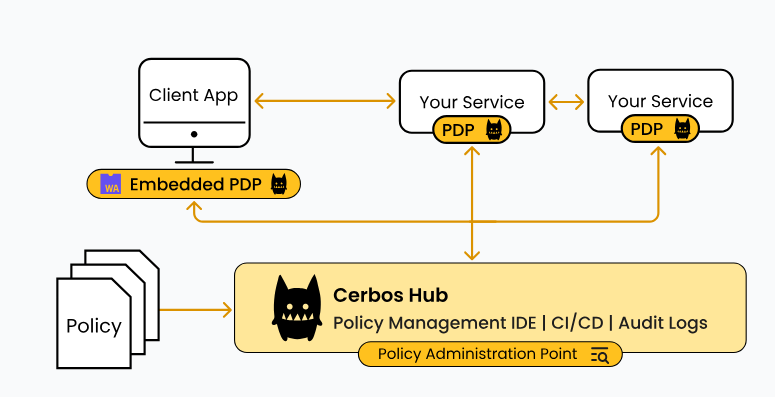 Client App
Your Service
Your Service
PDP
PDP
WA Embedded PDP
Policy
Cerbos Hub
Policy Management IDE | CI/CD | Audit Logs
Policy Administration Point